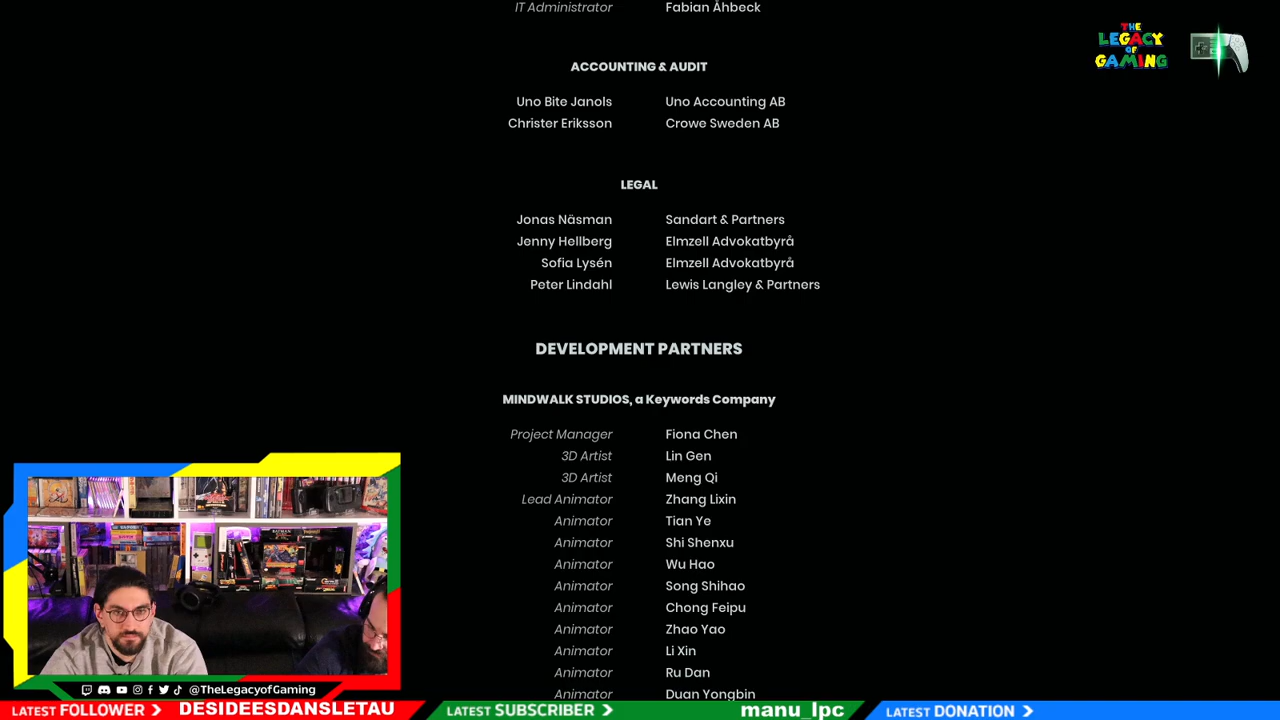 IT Administrator Fabian Åhbeck
THE
LEGACY
OF
GAMING
ACCOUNTING & AUDIT
Uno Bite Janols Uno Accounting AB
Christer Eriksson Crowe Sweden AB
LEGAL
Jonas Näsman Sandart & Partners
Jenny Hellberg Elmzell Advokatbyrå
Sofia Lysén Elmzell Advokatbyrå
Peter Lindahl Lewis Langley & Partners
DEVELOPMENT PARTNERS
MINDWALK STUDIOS, a Keywords Company
Project Manager Fiona Chen
3D Artist Lin Gen
3D Artist Meng Qi
Lead Animator Zhang Lixin
Animator Tian Ye
Animator Shi Shenxu
Animator Wu Hao
Animator Song Shihao
Animator Chong Feipu
Animator Zhao Yao
Animator Li Xin
Animator Ru Dan
Animator Duan Yongbin
@TheLegacyofGaming
LATEST FOLLOWER > DESIDEESDANSLETAU LATEST SUBSCRIBER > manu_lpc LATEST DONATION >